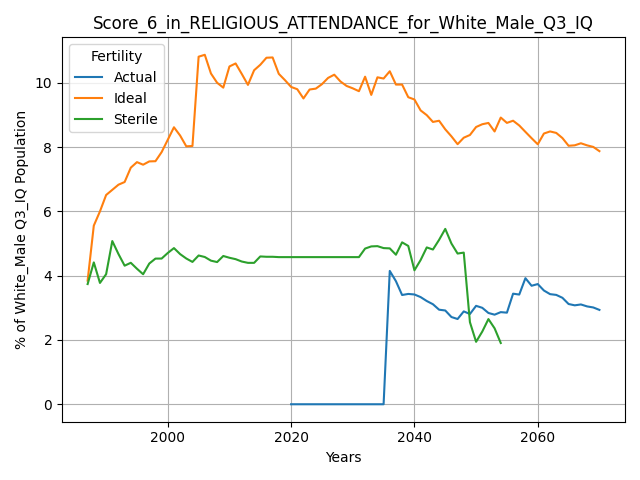 Score_6_in_RELIGIOUS_ATTENDANCE_for_White_Male_Q3_IQ
Fertility
Actual
Ideal
Sterile
% of White_Male Q3_IQ Population
10
8
6
4
2
0
2000 2020 2040 2060
Years